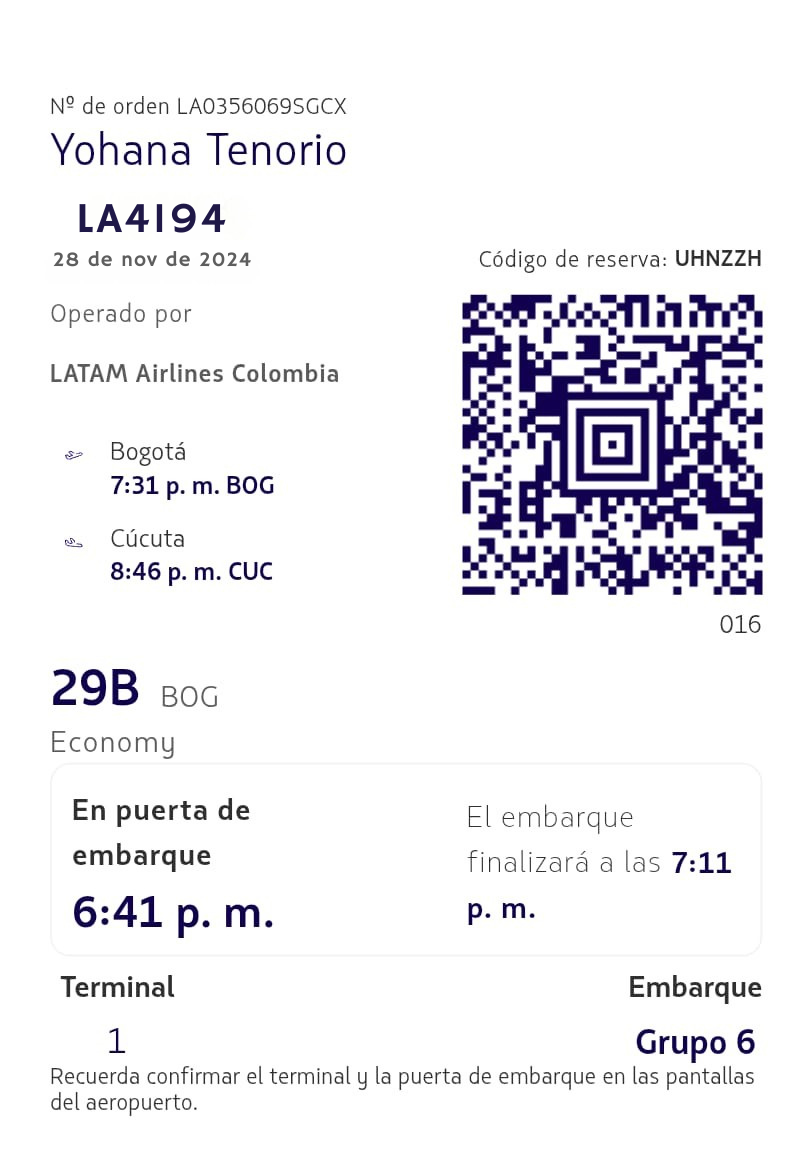 Nº de orden LA0356069SGCX
Yohana Tenorio
LA4194
28 de nov de 2024
Código de reserva: UHNZZH
Operado por
LATAM Airlines Colombia
Bogotá
7:31 p. m. BOG
Cúcuta
8:46 p. m. CUC
016
29B BOG
Economy
En puerta de
embarque
6:41 p. m.
El embarque
finalizará a las 7:11
p. m.
Terminal
1
Embarque
Grupo 6
Recuerda confirmar el terminal y la puerta de embarque en las pantallas
del aeropuerto.